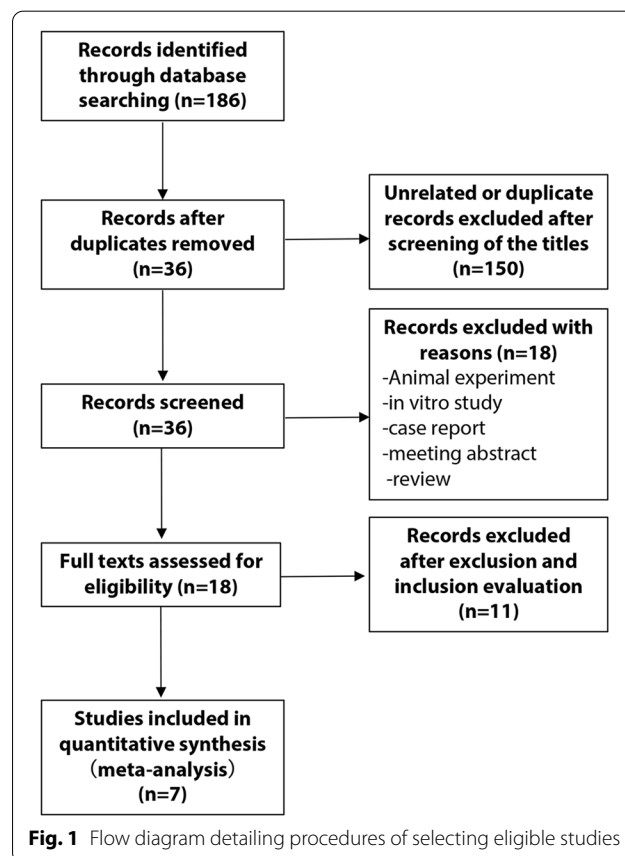 Records identified
through database
searching (n=186)
Records after
duplicates removed
(n=36)
Unrelated or duplicate
records excluded after
screening of the titles
(n=150)
Records screened
(n=36)
Records excluded with
reasons (n=18)
-Animal experiment
-in vitro study
-case report
-meeting abstract
-review
Full texts assessed for
eligibility (n=18)
Records excluded
after exclusion and
inclusion evaluation
(n=11)
Studies included in
quantitative synthesis
（meta-analysis）
(n=7)
Fig. 1 Flow diagram detailing procedures of selecting eligible studies